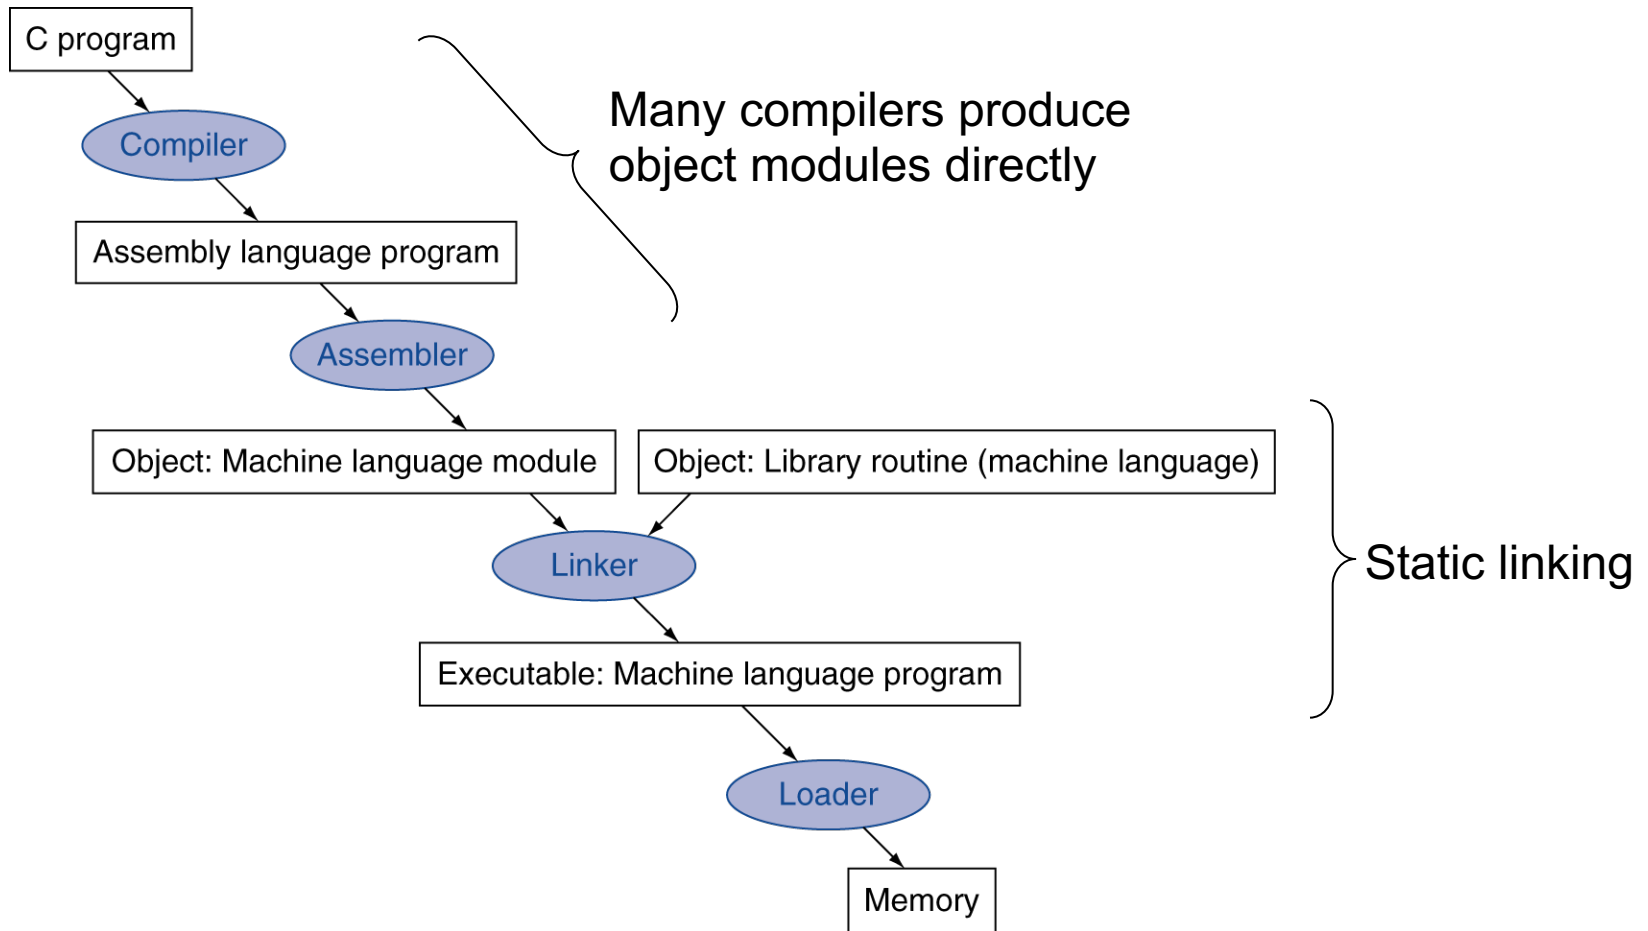 C program
Many compilers produce
object modules directly
Compiler
Assembly language program
Assembler
Object: Machine language module
Object: Library routine (machine language)
Linker
Static linking
Executable: Machine language program
Loader
Memory